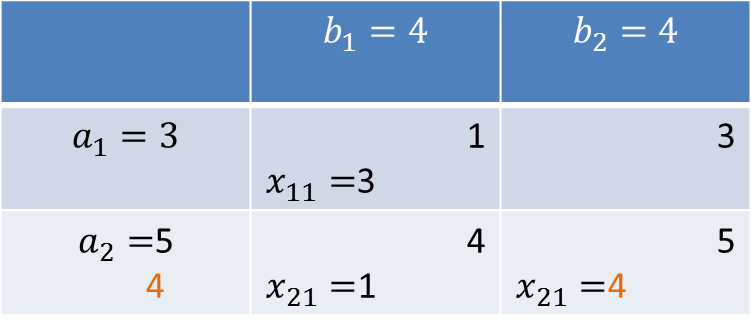 b₁ = 4 b₂ = 4
a₁ = 3 1 3
x₁₁ =3
a₂ =5 4 5
4 x₂₁ =1 x₂₁ =4